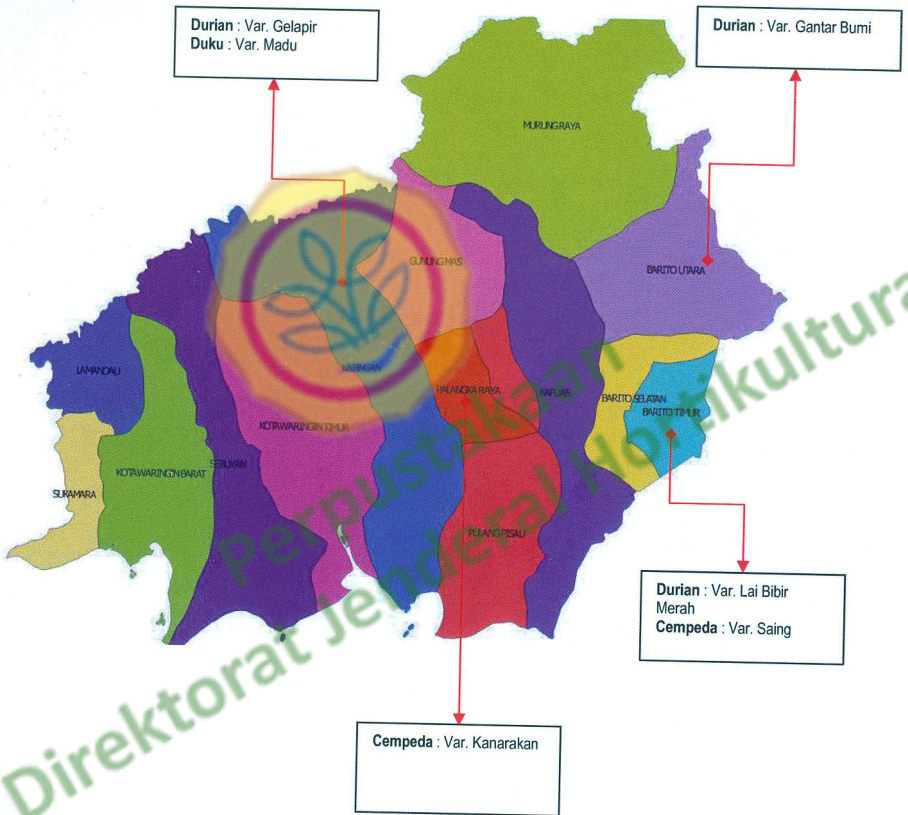 Durian : Var. Gelapir
Duku : Var. Madu
Durian : Var. Gantar Bumi
MURUNG RAYA
GUNUNG MAS
BARITO UTARA
LAMANDAU
KATINGAN
PALANGKA RAYA
KAPUAS
BARITO SELATAN
BARITO TIMUR
KOTAWARINGIN TIMUR
SERUYAN
KOTAWARINGIN BARAT
SUKAMARA
PULANG PISAU
Durian : Var. Lai Bibir
Merah
Cempeda : Var. Saing
Cempeda : Var. Kanarakan
Perpustakaan
Direktorat Jenderal Hortikultura